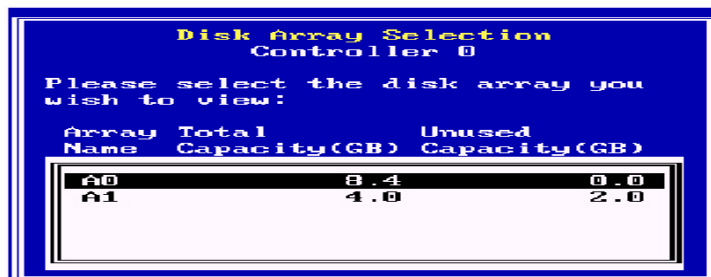 Disk Array Selection
Controller 0
Please select the disk array you
wish to view:
Array Total Unused
Name Capacity(GB) Capacity(GB)
A0 8.4 0.0
A1 4.0 2.0